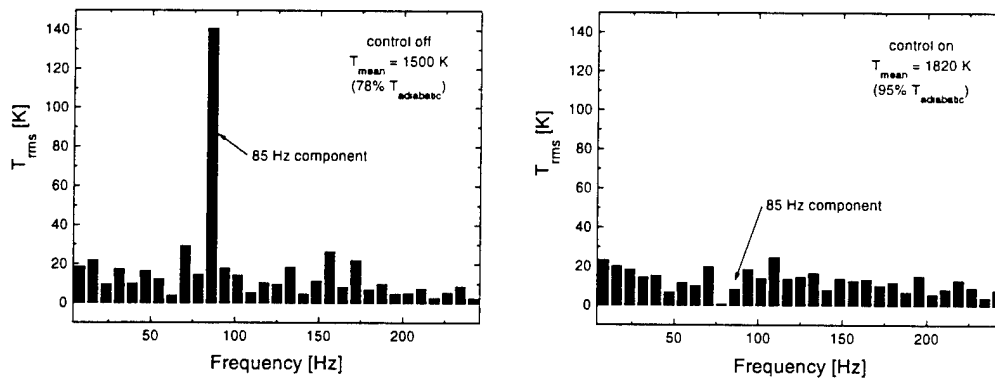 140
120
100
80
60
40
20
0
T_rms [K]
control off
T_mean = 1500 K
(78% T_adiabatic)
85 Hz component
50
100
150
200
Frequency [Hz]
140
120
100
80
60
40
20
0
T_rms [K]
control on
T_mean = 1820 K
(95% T_adiabatic)
85 Hz component
50
100
150
200
Frequency [Hz]